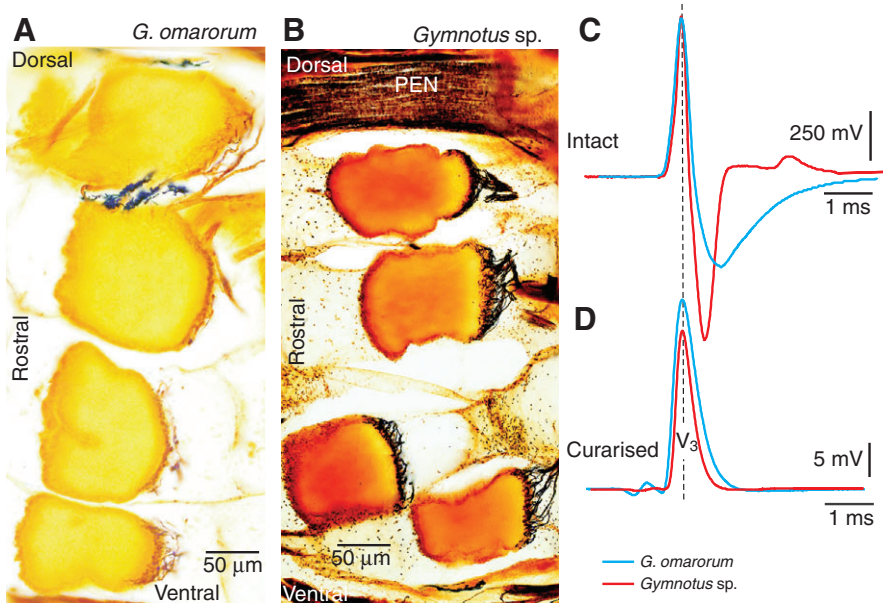 A
G. omarorum
Dorsal
Rostral
50 µm
Ventral
B
Gymnotus sp.
Dorsal
PEN
Rostral
50 µm
Ventral
C
Intact
250 mV
1 ms
D
V3
Curarised
5 mV
1 ms
G. omarorum
Gymnotus sp.